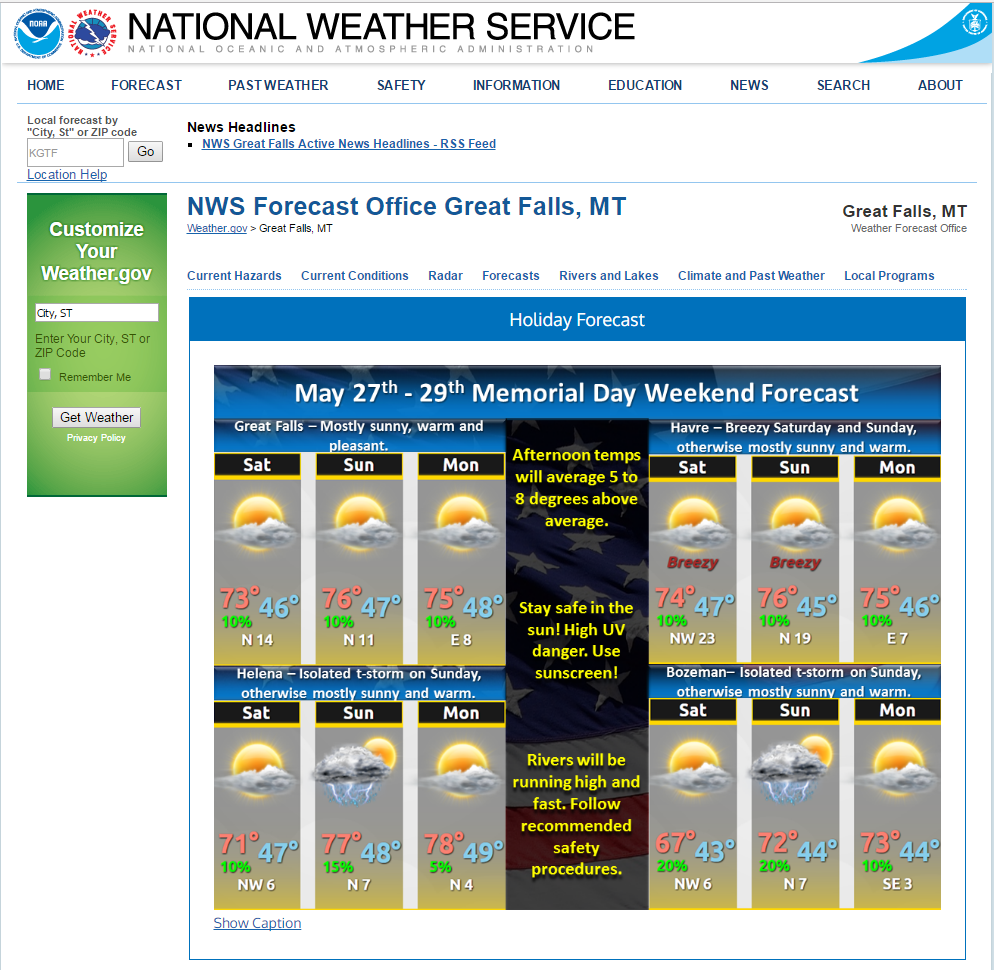 NOAA
NATIONAL WEATHER SERVICE
NATIONAL OCEANIC AND ATMOSPHERIC ADMINISTRATION
HOME FORECAST PAST WEATHER SAFETY INFORMATION EDUCATION NEWS SEARCH ABOUT
Local forecast by
"City, St" or ZIP code
KGTF Go
Location Help
News Headlines
NWS Great Falls Active News Headlines - RSS Feed
Customize
Your
Weather.gov
City, ST
Enter Your City, ST or
ZIP Code
Remember Me
Get Weather
Privacy Policy
NWS Forecast Office Great Falls, MT
Weather.gov > Great Falls, MT
Great Falls, MT
Weather Forecast Office
Current Hazards Current Conditions Radar Forecasts Rivers and Lakes Climate and Past Weather Local Programs
Holiday Forecast
May 27th - 29th Memorial Day Weekend Forecast
Great Falls – Mostly sunny, warm and
pleasant.
Sat Sun Mon
73° 46° 76° 47° 75° 48°
10% 10% 10%
N 14 N 11 E 8
Afternoon temps
will average 5 to
8 degrees above
average.
Stay safe in the
sun! High UV
danger. Use
sunscreen!
Rivers will be
running high and
fast. Follow
recommended
safety
procedures.
Havre – Breezy Saturday and Sunday,
otherwise mostly sunny and warm.
Sat Sun Mon
Breezy Breezy
74° 47° 76° 45° 75° 46°
10% 10% 10%
NW 23 N 19 E 7
Helena – Isolated t-storm on Sunday,
otherwise mostly sunny and warm.
Sat Sun Mon
71° 47° 77° 48° 78° 49°
10% 15% 5%
NW 6 N 7 N 4
Bozeman– Isolated t-storm on Sunday,
otherwise mostly sunny and warm.
Sat Sun Mon
67° 43° 72° 44° 73° 44°
20% 20% 10%
NW 6 N 7 SE 3
Show Caption